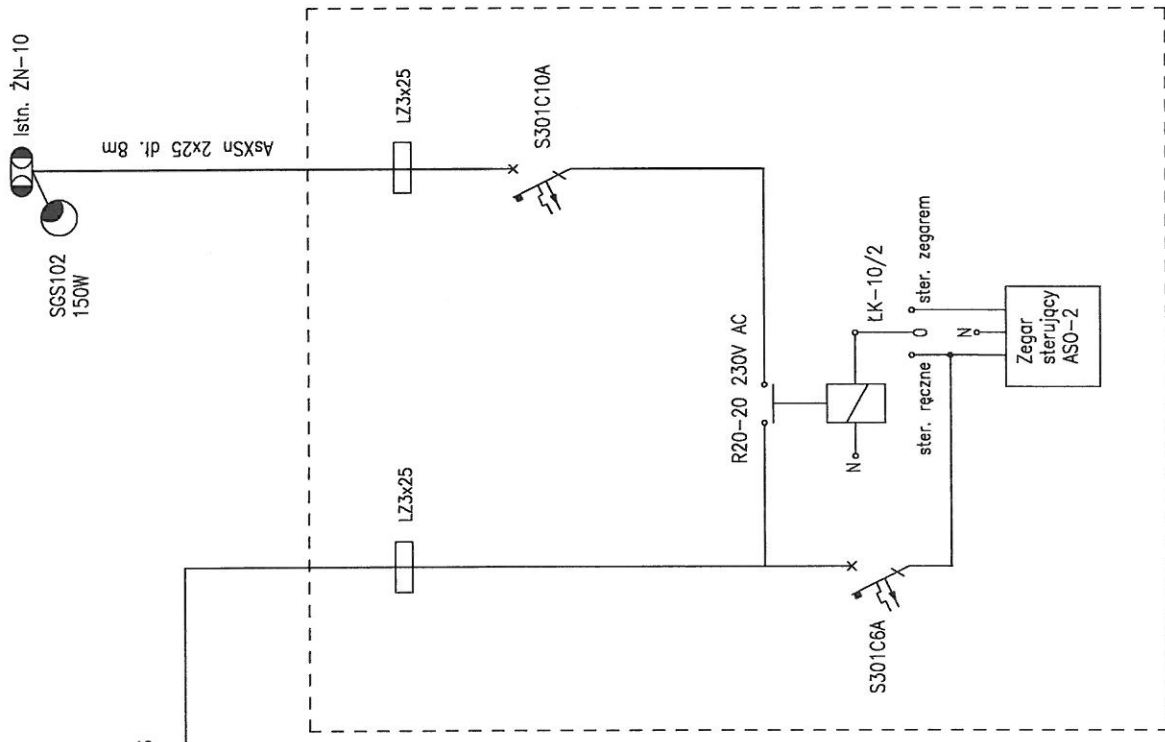 Istn. ŻN-10
SGS102
150W
AsXSn 2x25 dł. 8m
LZ3x25
S301C10A
LZ3x25
R20-20 230V AC
ŁK-10/2
N
ster. ręczne
O
ster. zegarem
N
Zegar
sterujący
ASO-2
S301C6A